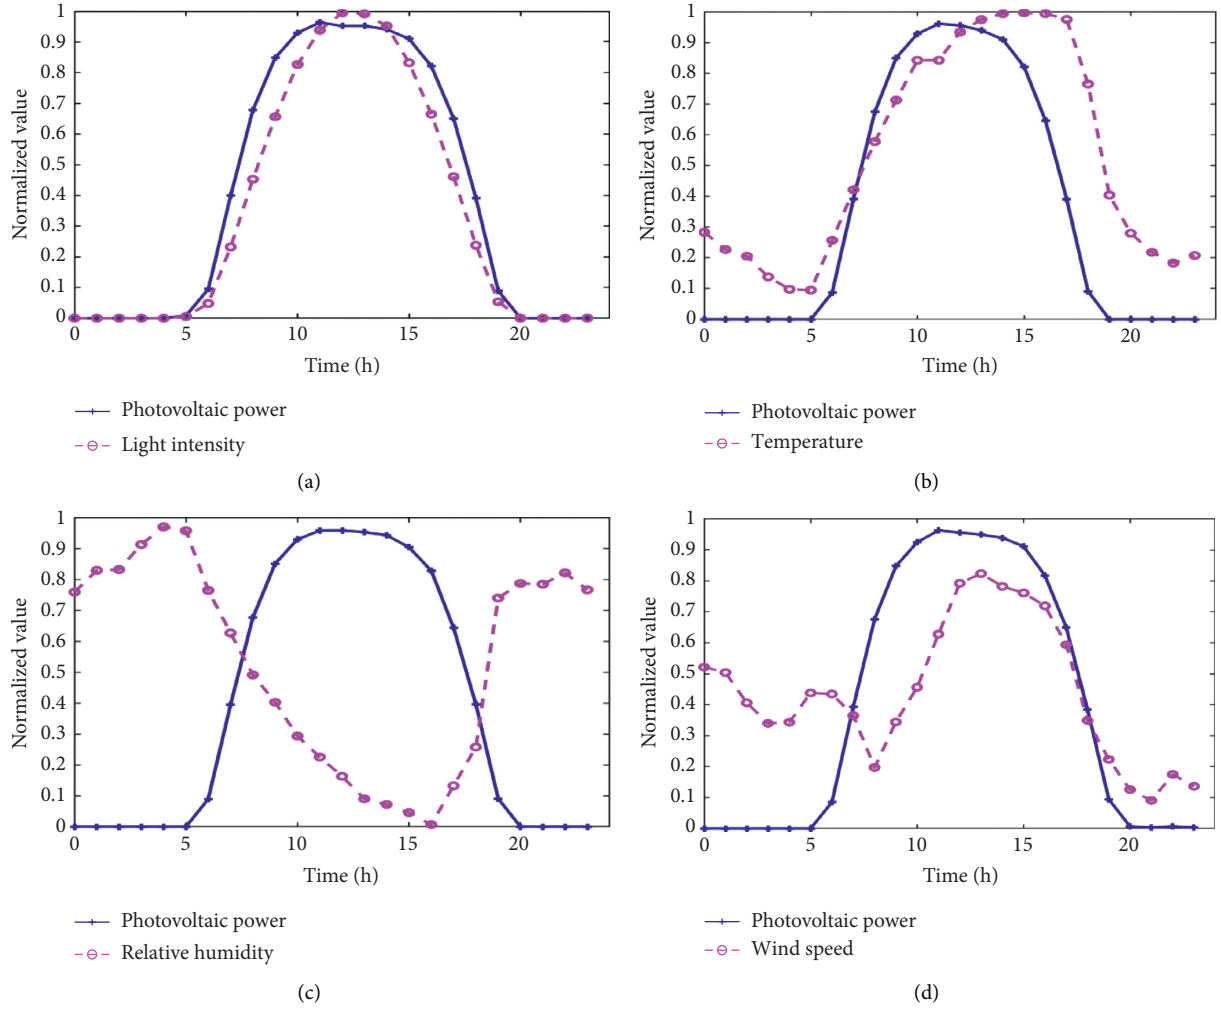 1
0.9
0.8
0.7
0.6
0.5
0.4
0.3
0.2
0.1
0
Normalized value
0 5 10 15 20
Time (h)
Photovoltaic power
Light intensity
(a)
1
0.9
0.8
0.7
0.6
0.5
0.4
0.3
0.2
0.1
0
Normalized value
0 5 10 15 20
Time (h)
Photovoltaic power
Temperature
(b)
1
0.9
0.8
0.7
0.6
0.5
0.4
0.3
0.2
0.1
0
Normalized value
0 5 10 15 20
Time (h)
Photovoltaic power
Relative humidity
(c)
1
0.9
0.8
0.7
0.6
0.5
0.4
0.3
0.2
0.1
0
Normalized value
0 5 10 15 20
Time (h)
Photovoltaic power
Wind speed
(d)